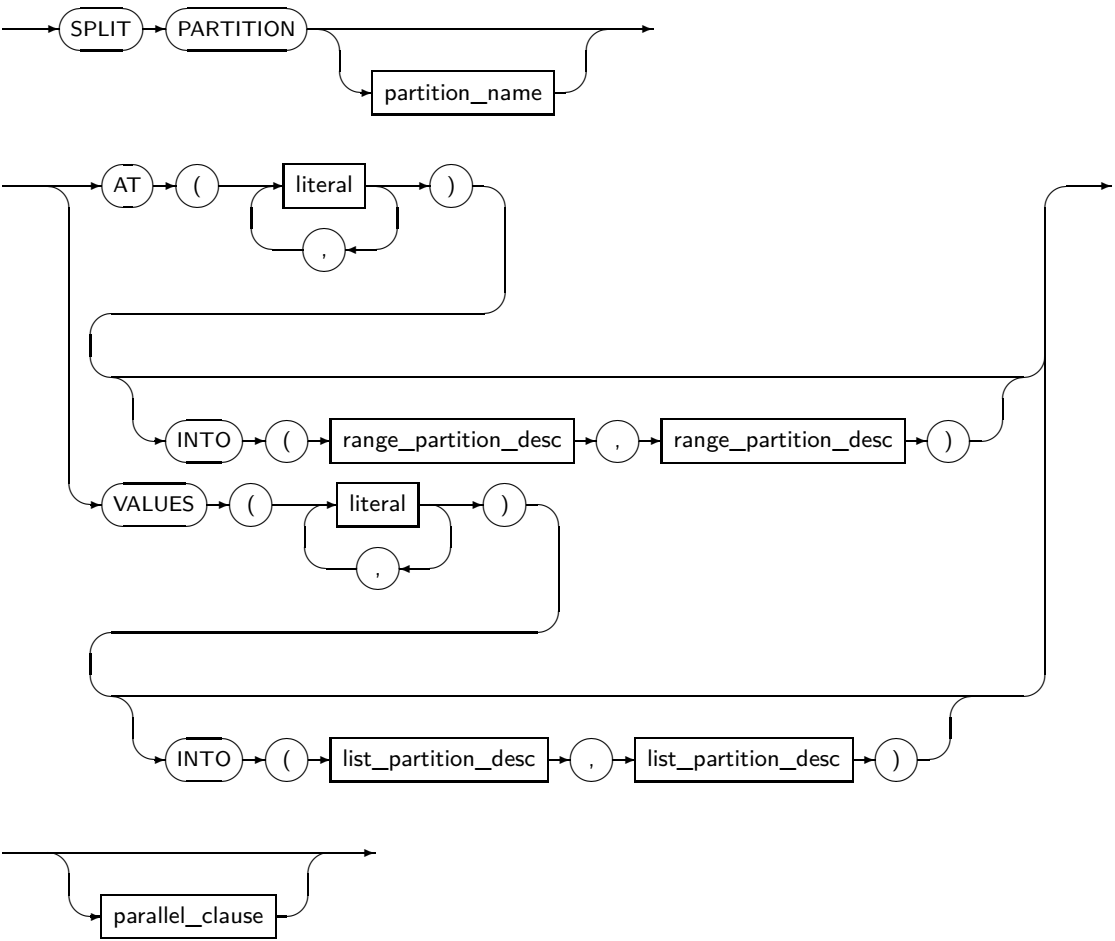 SPLIT PARTITION
partition_name
AT ( literal )
,
INTO ( range_partition_desc , range_partition_desc )
VALUES ( literal )
,
INTO ( list_partition_desc , list_partition_desc )
parallel_clause